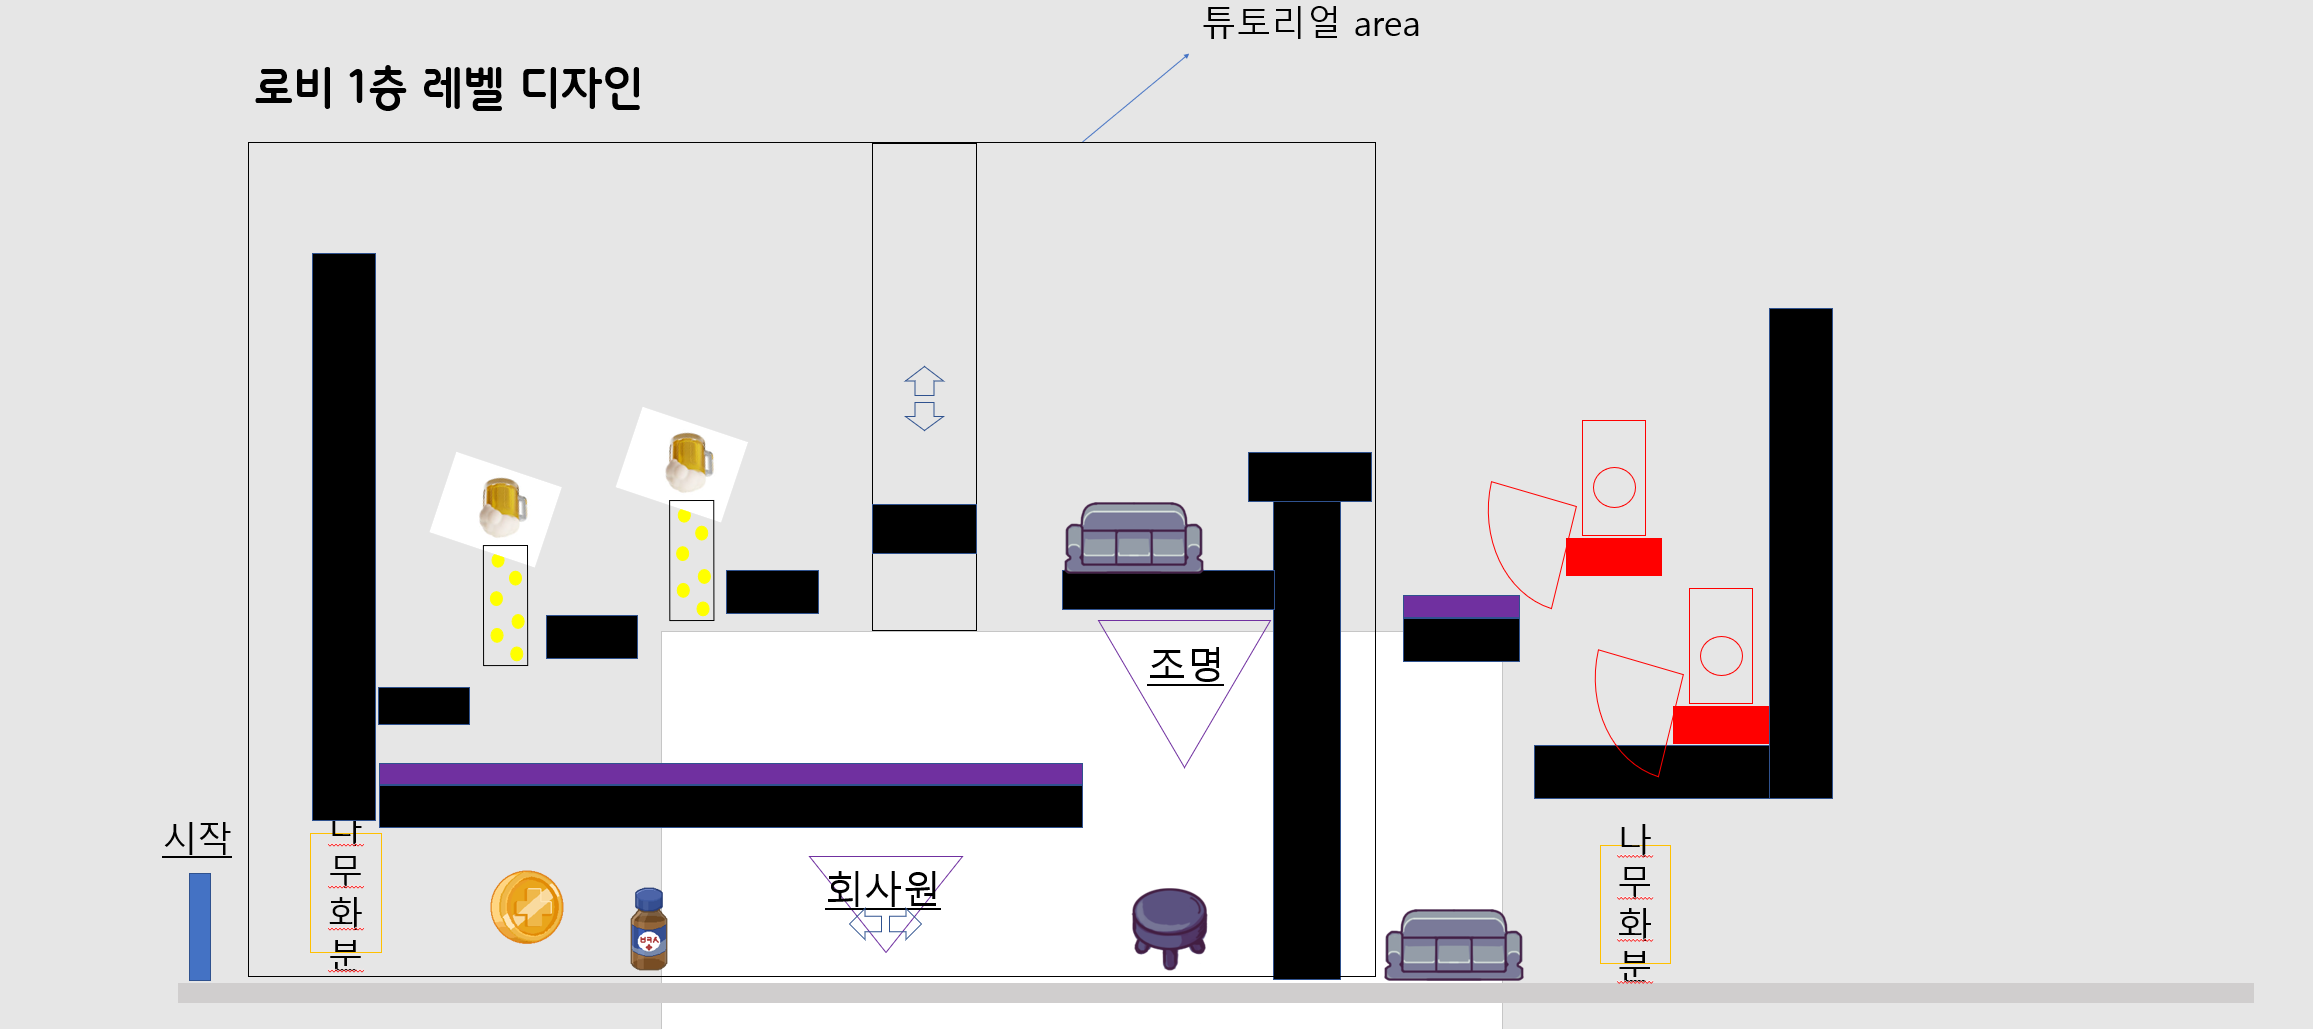 튜토리얼 area
로비 1층 레벨 디자인
조명
시작
나
무
화
분
회사원
나
무
화
분